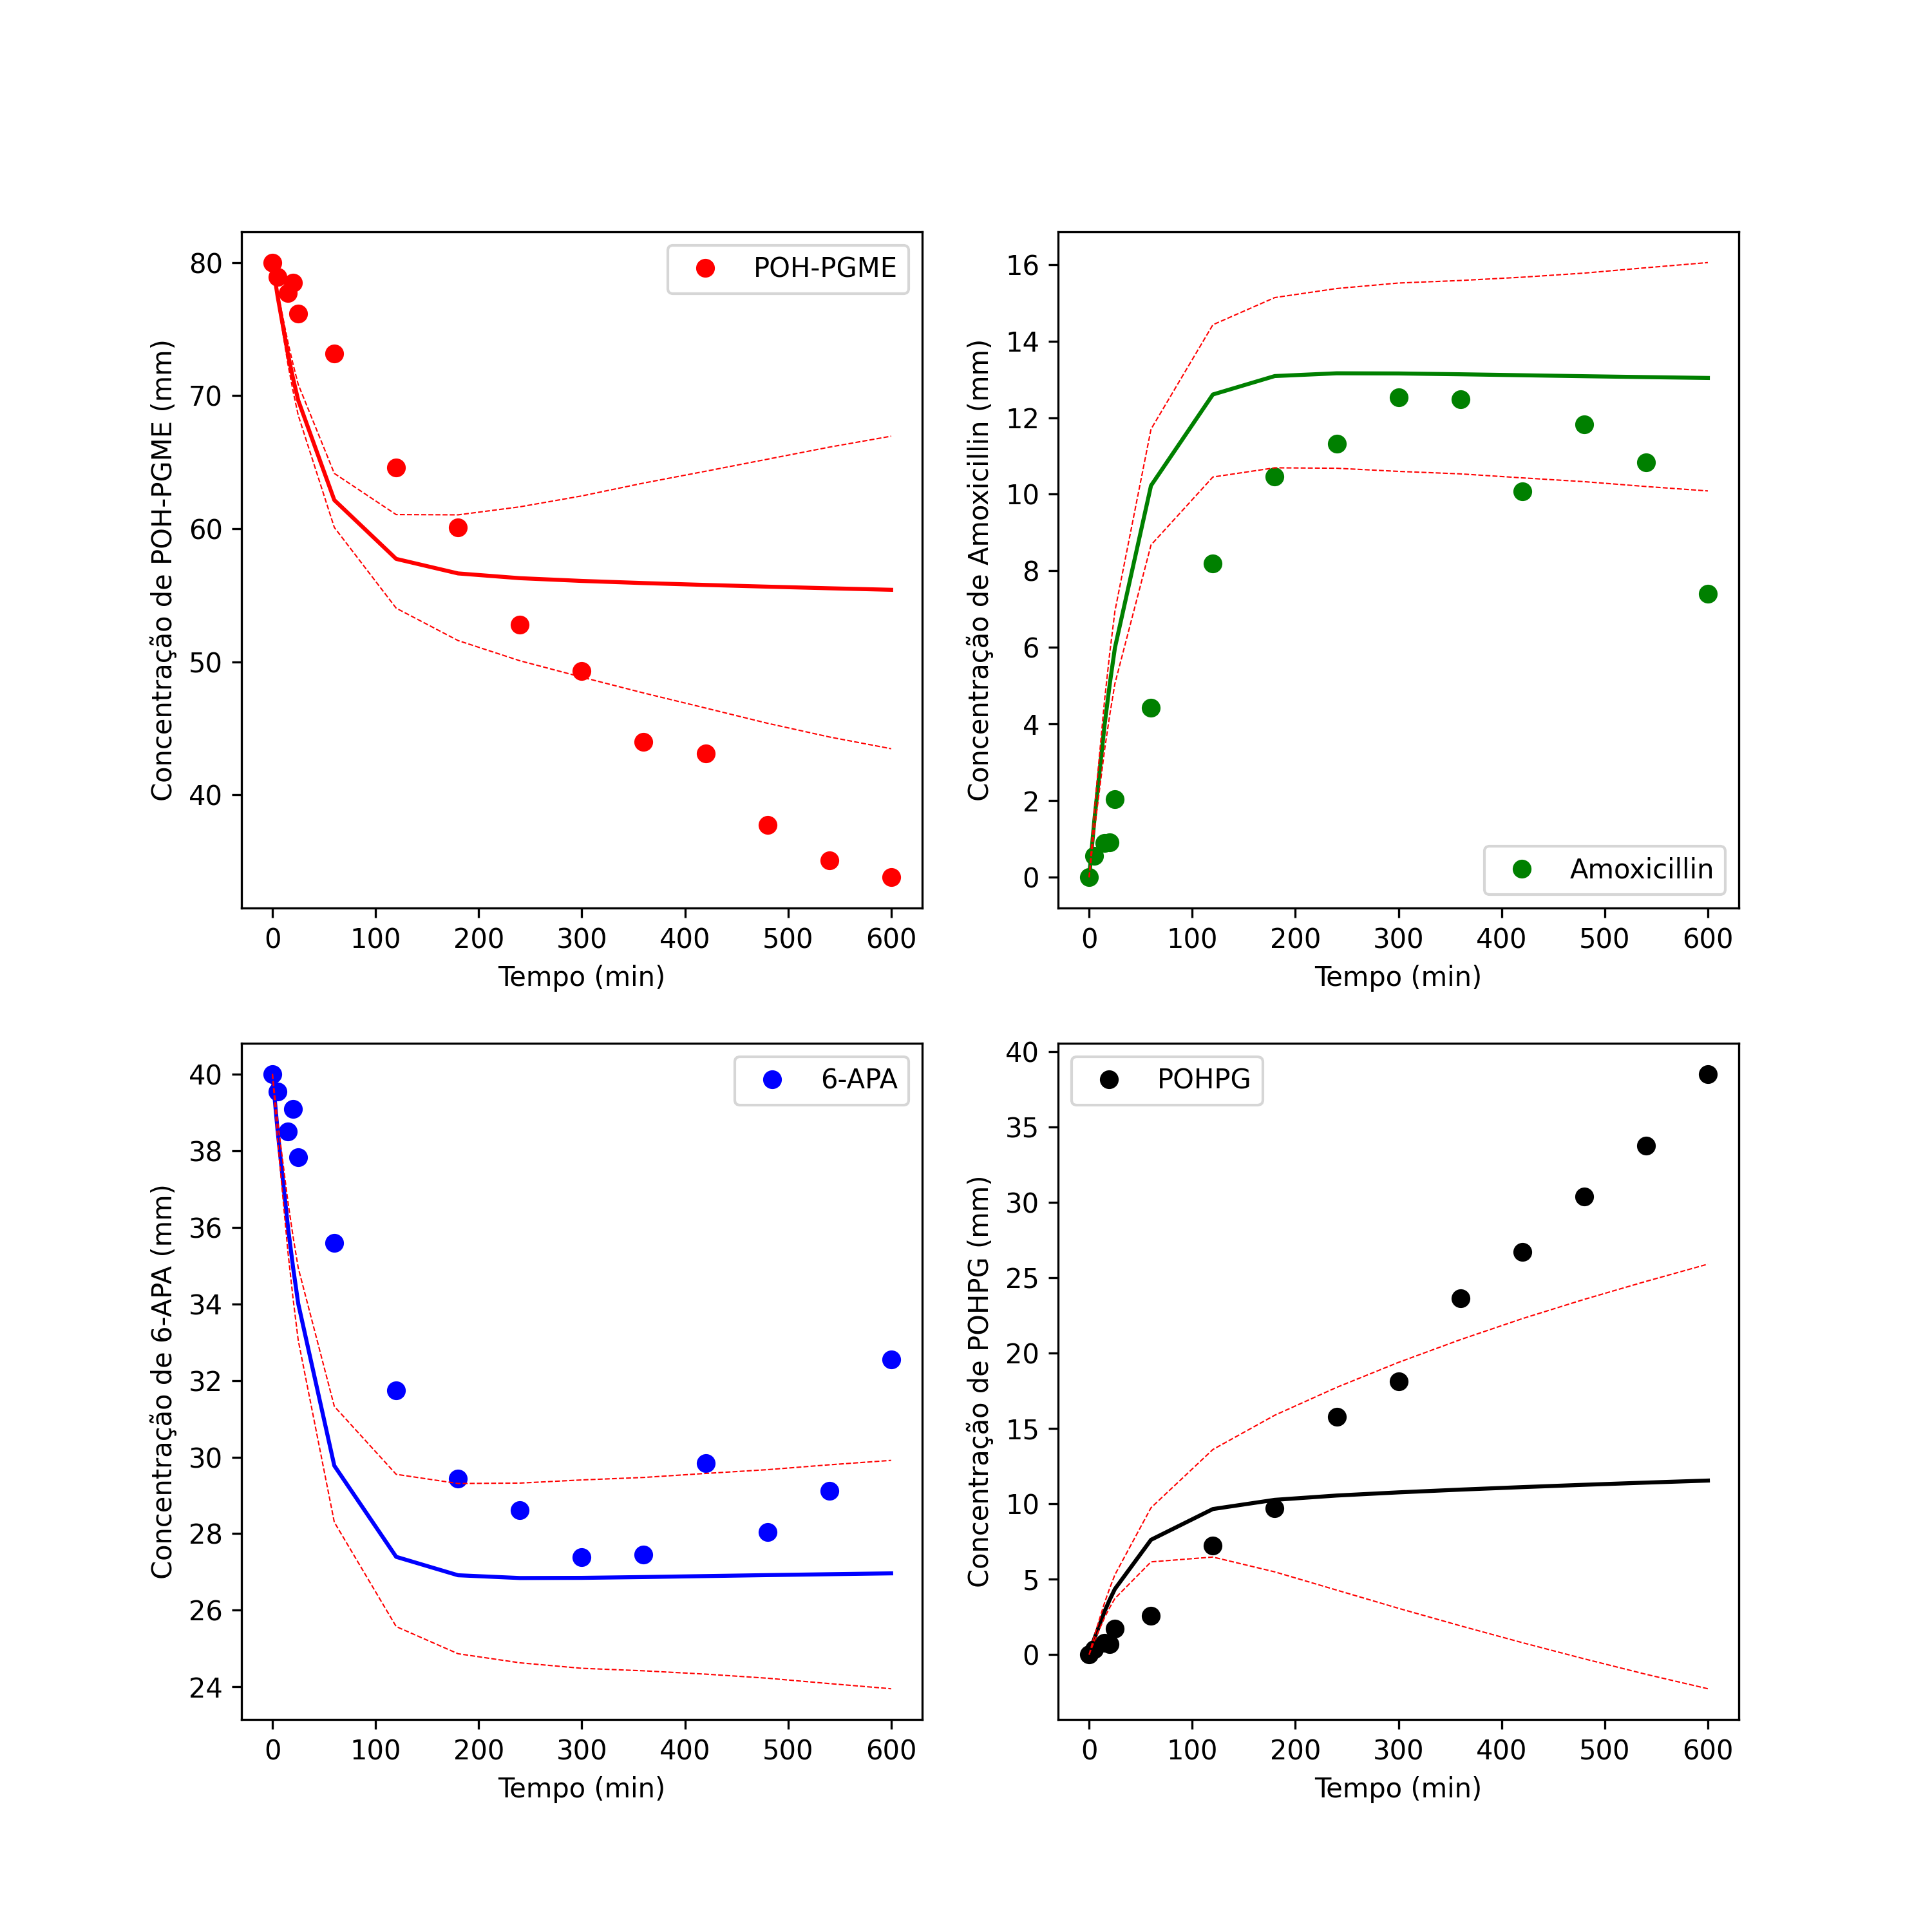 Concentração de POH-PGME (mm)
80
70
60
50
40
POH-PGME
0 100 200 300 400 500 600
Tempo (min)
Concentração de Amoxicillin (mm)
16
14
12
10
8
6
4
2
0
Amoxicillin
0 100 200 300 400 500 600
Tempo (min)
Concentração de 6-APA (mm)
40
38
36
34
32
30
28
26
24
6-APA
0 100 200 300 400 500 600
Tempo (min)
Concentração de POHPG (mm)
40
35
30
25
20
15
10
5
0
POHPG
0 100 200 300 400 500 600
Tempo (min)